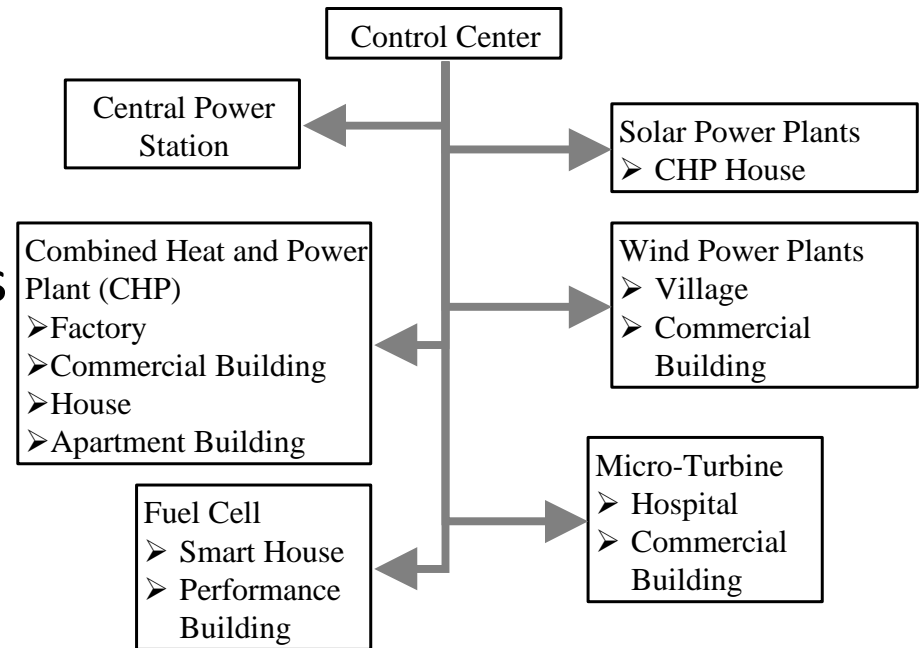 Control Center
Central Power
Station
Solar Power Plants
➢ CHP House
Combined Heat and Power
Plant (CHP)
➢Factory
➢Commercial Building
➢House
➢Apartment Building
s
Wind Power Plants
➢ Village
➢ Commercial
Building
Fuel Cell
➢ Smart House
➢ Performance
Building
Micro-Turbine
➢ Hospital
➢ Commercial
Building